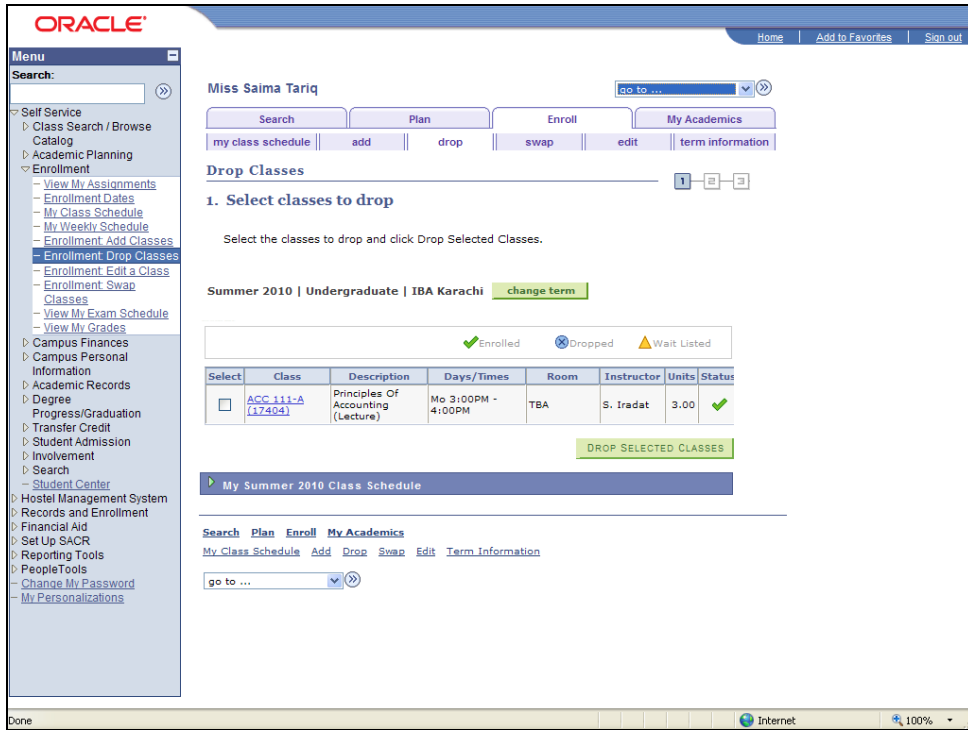 ORACLE'
Home
Add to Favorites
Sign out
Menu
Search:
Self Service
Class Search / Browse
Catalog
Academic Planning
Enrollment
View My Assignments
Enrollment Dates
My Class Schedule
My Weekly Schedule
Enrollment: Add Classes
Enrollment: Drop Classes
Enrollment: Edit a Class
Enrollment: Swap
Classes
View My Exam Schedule
View My Grades
Campus Finances
Campus Personal
Information
Academic Records
Degree
Progress/Graduation
Transfer Credit
Student Admission
Involvement
Search
Student Center
Hostel Management System
Records and Enrollment
Financial Aid
Set Up SACR
Reporting Tools
PeopleTools
Change My Password
My Personalizations
Miss Saima Tariq
go to ...
Search Plan Enroll My Academics
my class schedule add drop swap edit term information
Drop Classes
1 2 3
1. Select classes to drop
Select the classes to drop and click Drop Selected Classes.
Summer 2010 | Undergraduate | IBA Karachi change term
Enrolled Dropped Wait Listed
Select Class Description Days/Times Room Instructor Units Status
ACC 111-A
(17404)
Principles Of
Accounting
(Lecture)
Mo 3:00PM -
4:00PM
TBA
S. Iradat
3.00
DROP SELECTED CLASSES
My Summer 2010 Class Schedule
Search Plan Enroll My Academics
My Class Schedule Add Drop Swap Edit Term Information
go to ...
Done
Internet
100%